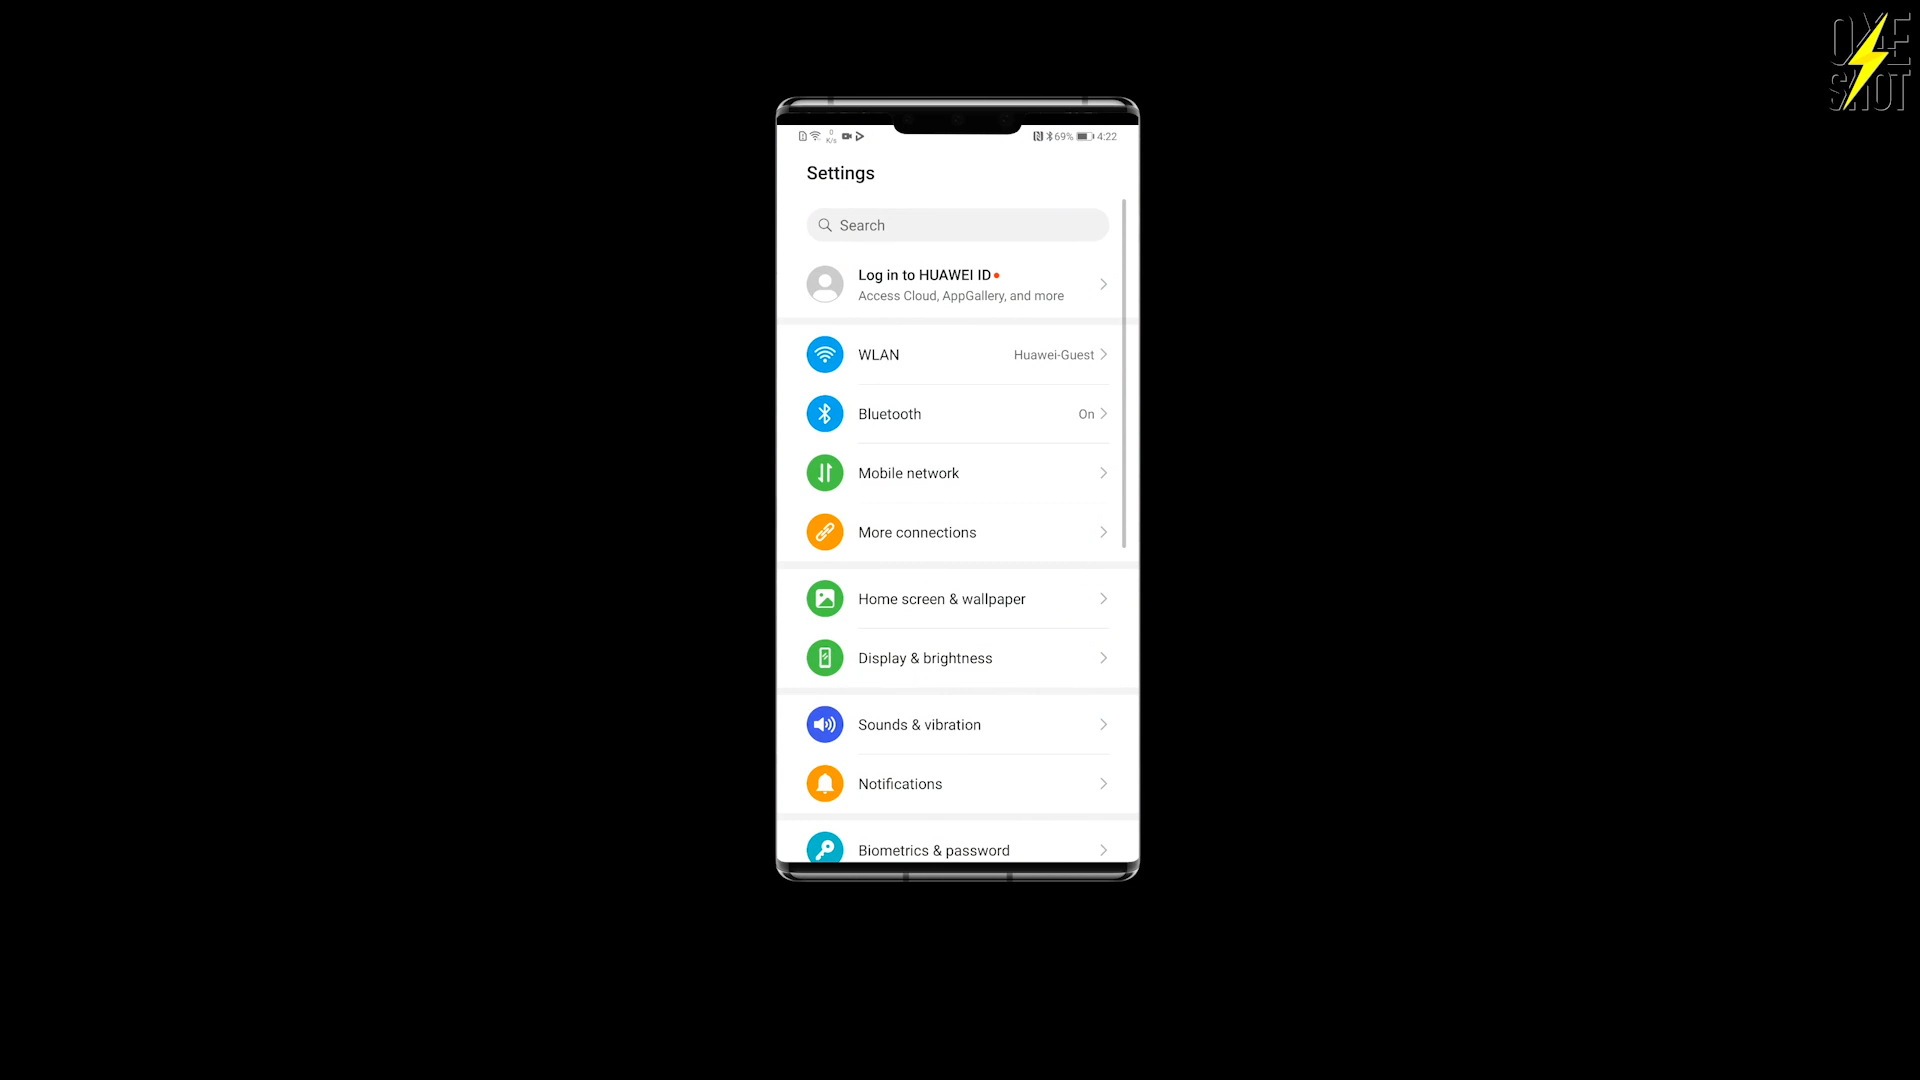 ONE
SHOT
0
K/s
69%
4:22
Settings
Search
Log in to HUAWEI ID
Access Cloud, AppGallery, and more
WLAN
Huawei-Guest
Bluetooth
On
Mobile network
More connections
Home screen & wallpaper
Display & brightness
Sounds & vibration
Notifications
Biometrics & password